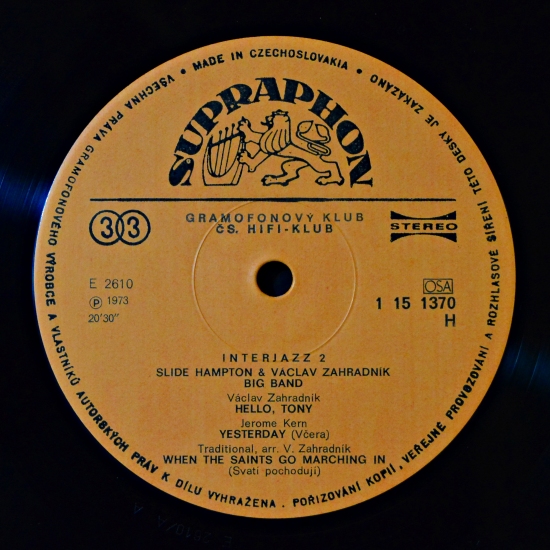 MADE IN CZECHOSLOVAKIA • VŠECHNA PRÁVA GRAMOFONOVÉHO VÝROBCE A VLASTNÍKŮ AUTORSKÝCH PRÁV K DÍLU VYHRAŽENA . POŘIZOVÁNÍ KOPIÍ , VEŘEJNÉ PROVOZOVÁNÍ A ROZHLASOVÉ ŠÍŘENÍ TÉTO DESKY JE ZAKÁZÁNO •
SUPRAPHON
GRAMOFONOVÝ KLUB
ČS. HIFI-KLUB
33
STEREO
E 2610
Ⓟ 1973
20'30"
OSA
1 15 1370
H
INTERJAZZ 2
SLIDE HAMPTON & VÁCLAV ZAHRADNÍK
BIG BAND
Václav Zahradník
HELLO, TONY
Jerome Kern
YESTERDAY (Včera)
Traditional, arr. V. Zahradník
WHEN THE SAINTS GO MARCHING IN
(Svatí pochodují)